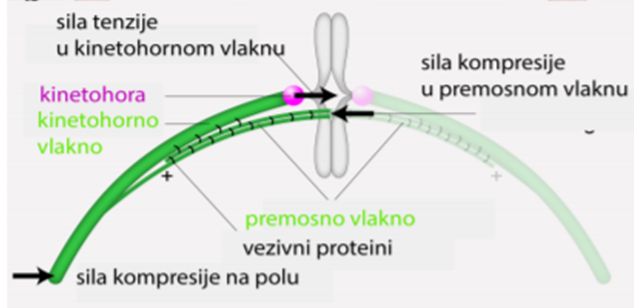 sila tenzije
u kinetohornom vlaknu
sila kompresije
u premosnom vlaknu
kinetohora
kinetohorno
vlakno
+
+
premosno vlakno
vezivni proteini
sila kompresije na polu